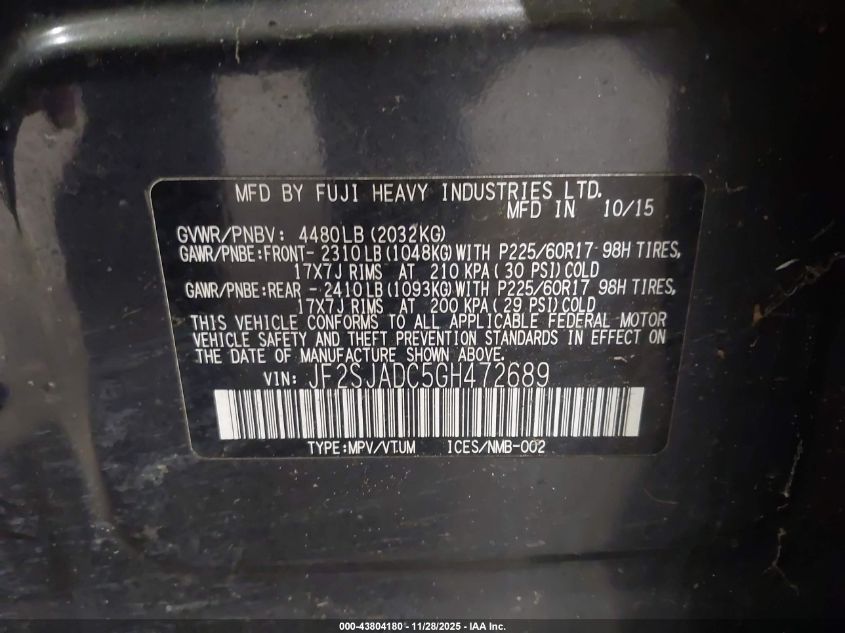 MFD BY FUJI HEAVY INDUSTRIES LTD.
MFD IN 10/15
GVWR/PNBV: 4480LB (2032KG)
GAWR/PNBE:FRONT- 2310LB (1048KG)WITH P225/60R17 98H TIRES,
17X7J RIMS AT 210 KPA ( 30 PSI) COLD
GAWR/PNBE:REAR - 2410LB (1093KG)WITH P225/60R17 98H TIRES,
17X7J RIMS AT 200 KPA ( 29 PSI) COLD
THIS VEHICLE CONFORMS TO ALL APPLICABLE FEDERAL MOTOR
VEHICLE SAFETY AND THEFT PREVENTION STANDARDS IN EFFECT ON
THE DATE OF MANUFACTURE SHOWN ABOVE.
VIN: JF2SJADC5GH472689
TYPE:MPV/VTUM ICES/NMB-002
000-43804180 - 11/28/2025 - IAA Inc.